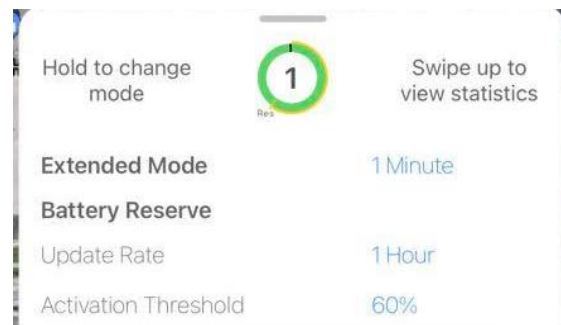 Hold to change
mode
1
Res
Swipe up to
view statistics
Extended Mode
1 Minute
Battery Reserve
Update Rate
1 Hour
Activation Threshold
60%